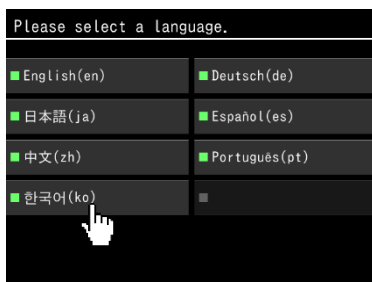 Please select a language.
English(en)
Deutsch(de)
日本語(ja)
Español(es)
中文(zh)
Português(pt)
한국어(ko)